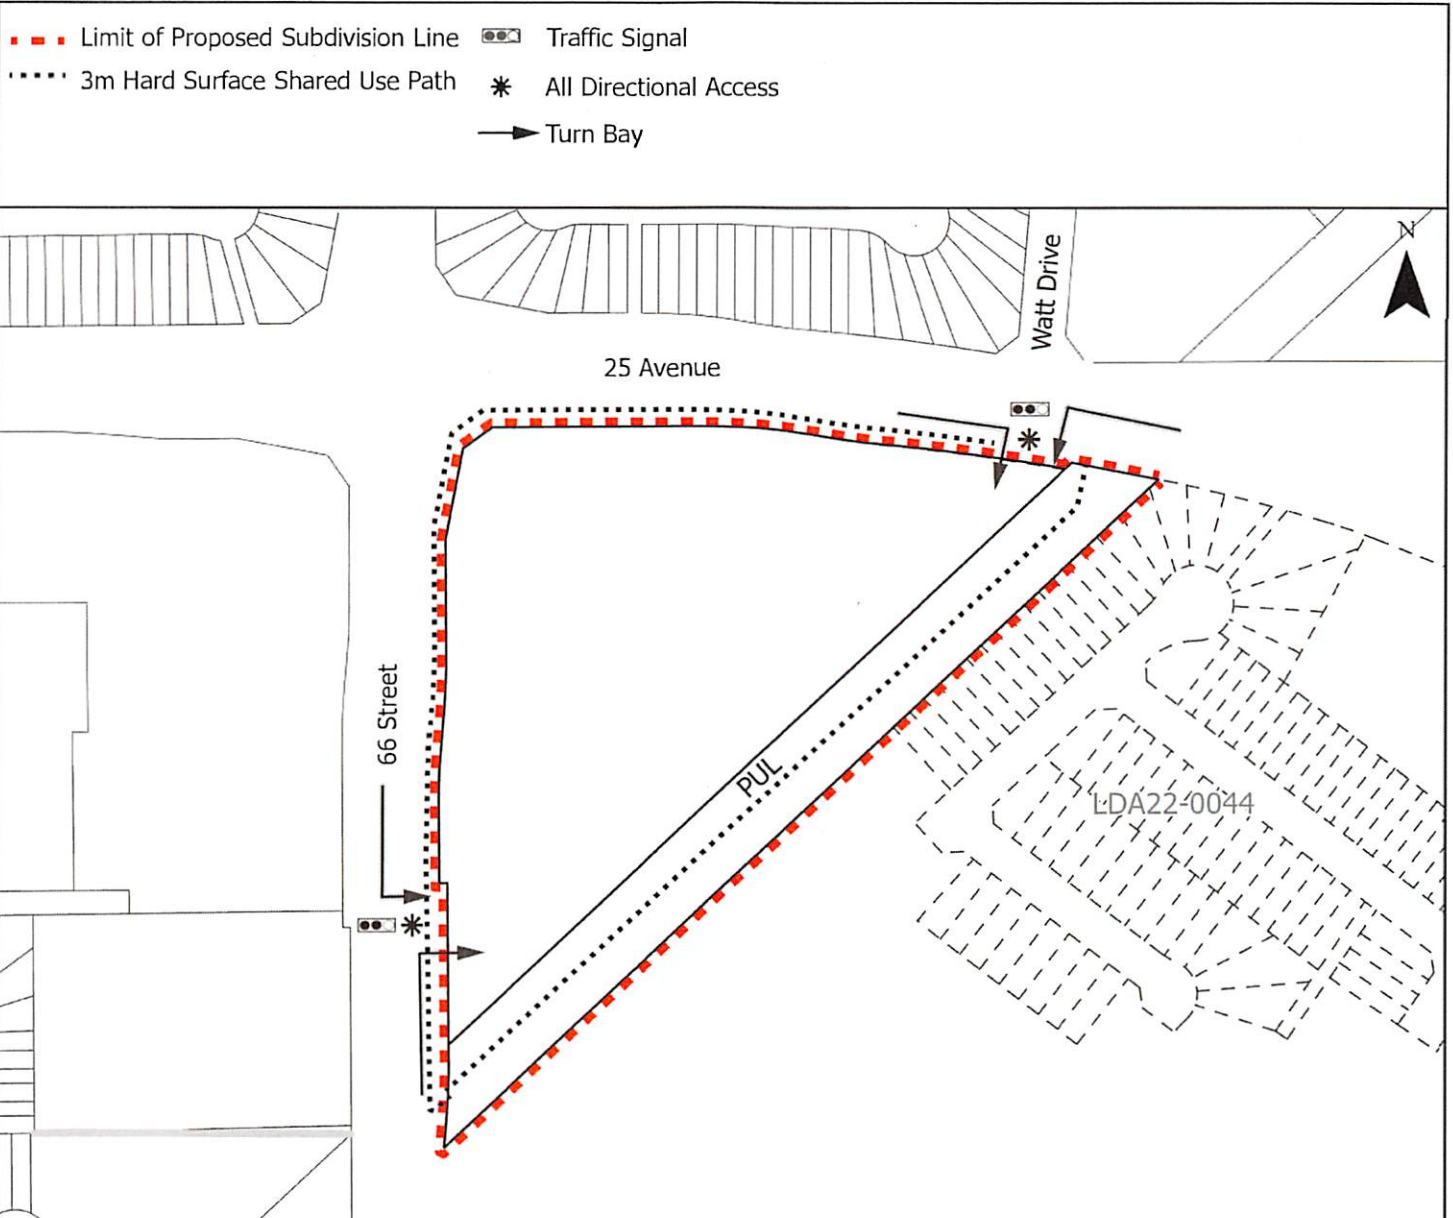 Limit of Proposed Subdivision Line
Traffic Signal
3m Hard Surface Shared Use Path
All Directional Access
Turn Bay
N
Watt Drive
25 Avenue
66 Street
PUL
LDA22-0044